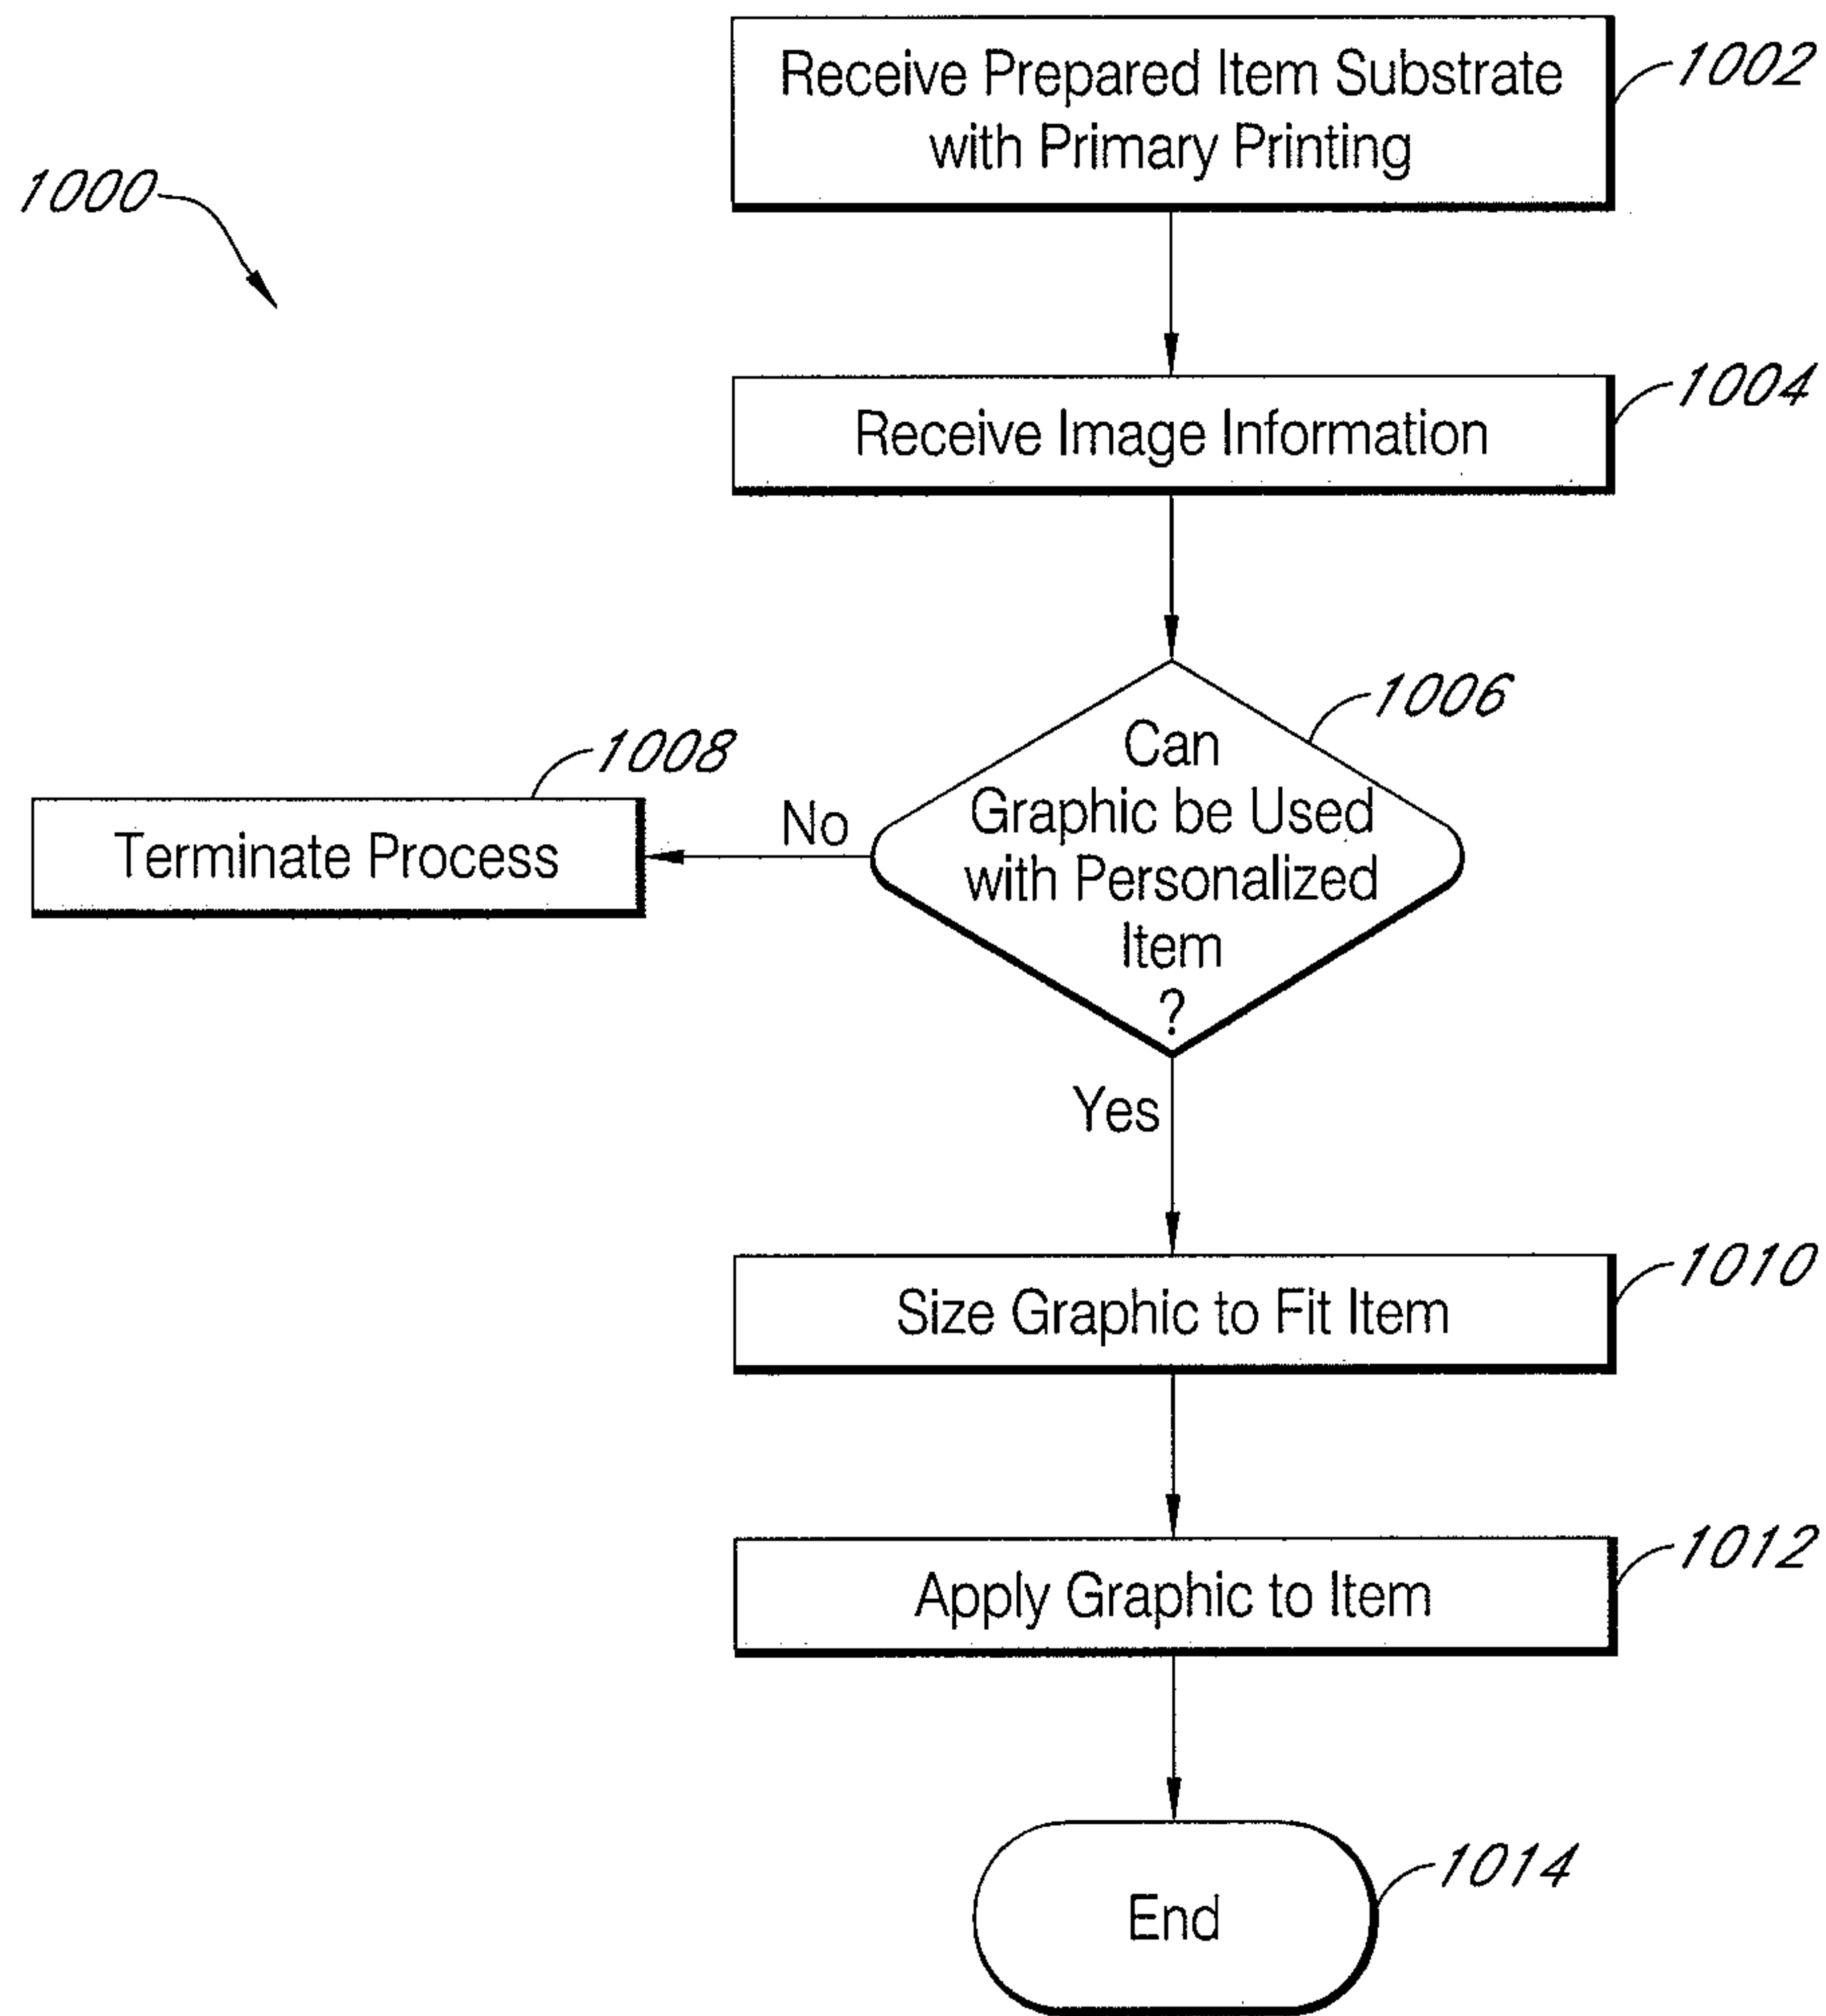 Receive Prepared Item Substrate
with Primary Printing
1002
1000
Receive Image Information
1004
Can
Graphic be Used
with Personalized
Item
?
1006
No
Terminate Process
1008
Yes
Size Graphic to Fit Item
1010
Apply Graphic to Item
1012
End
1014